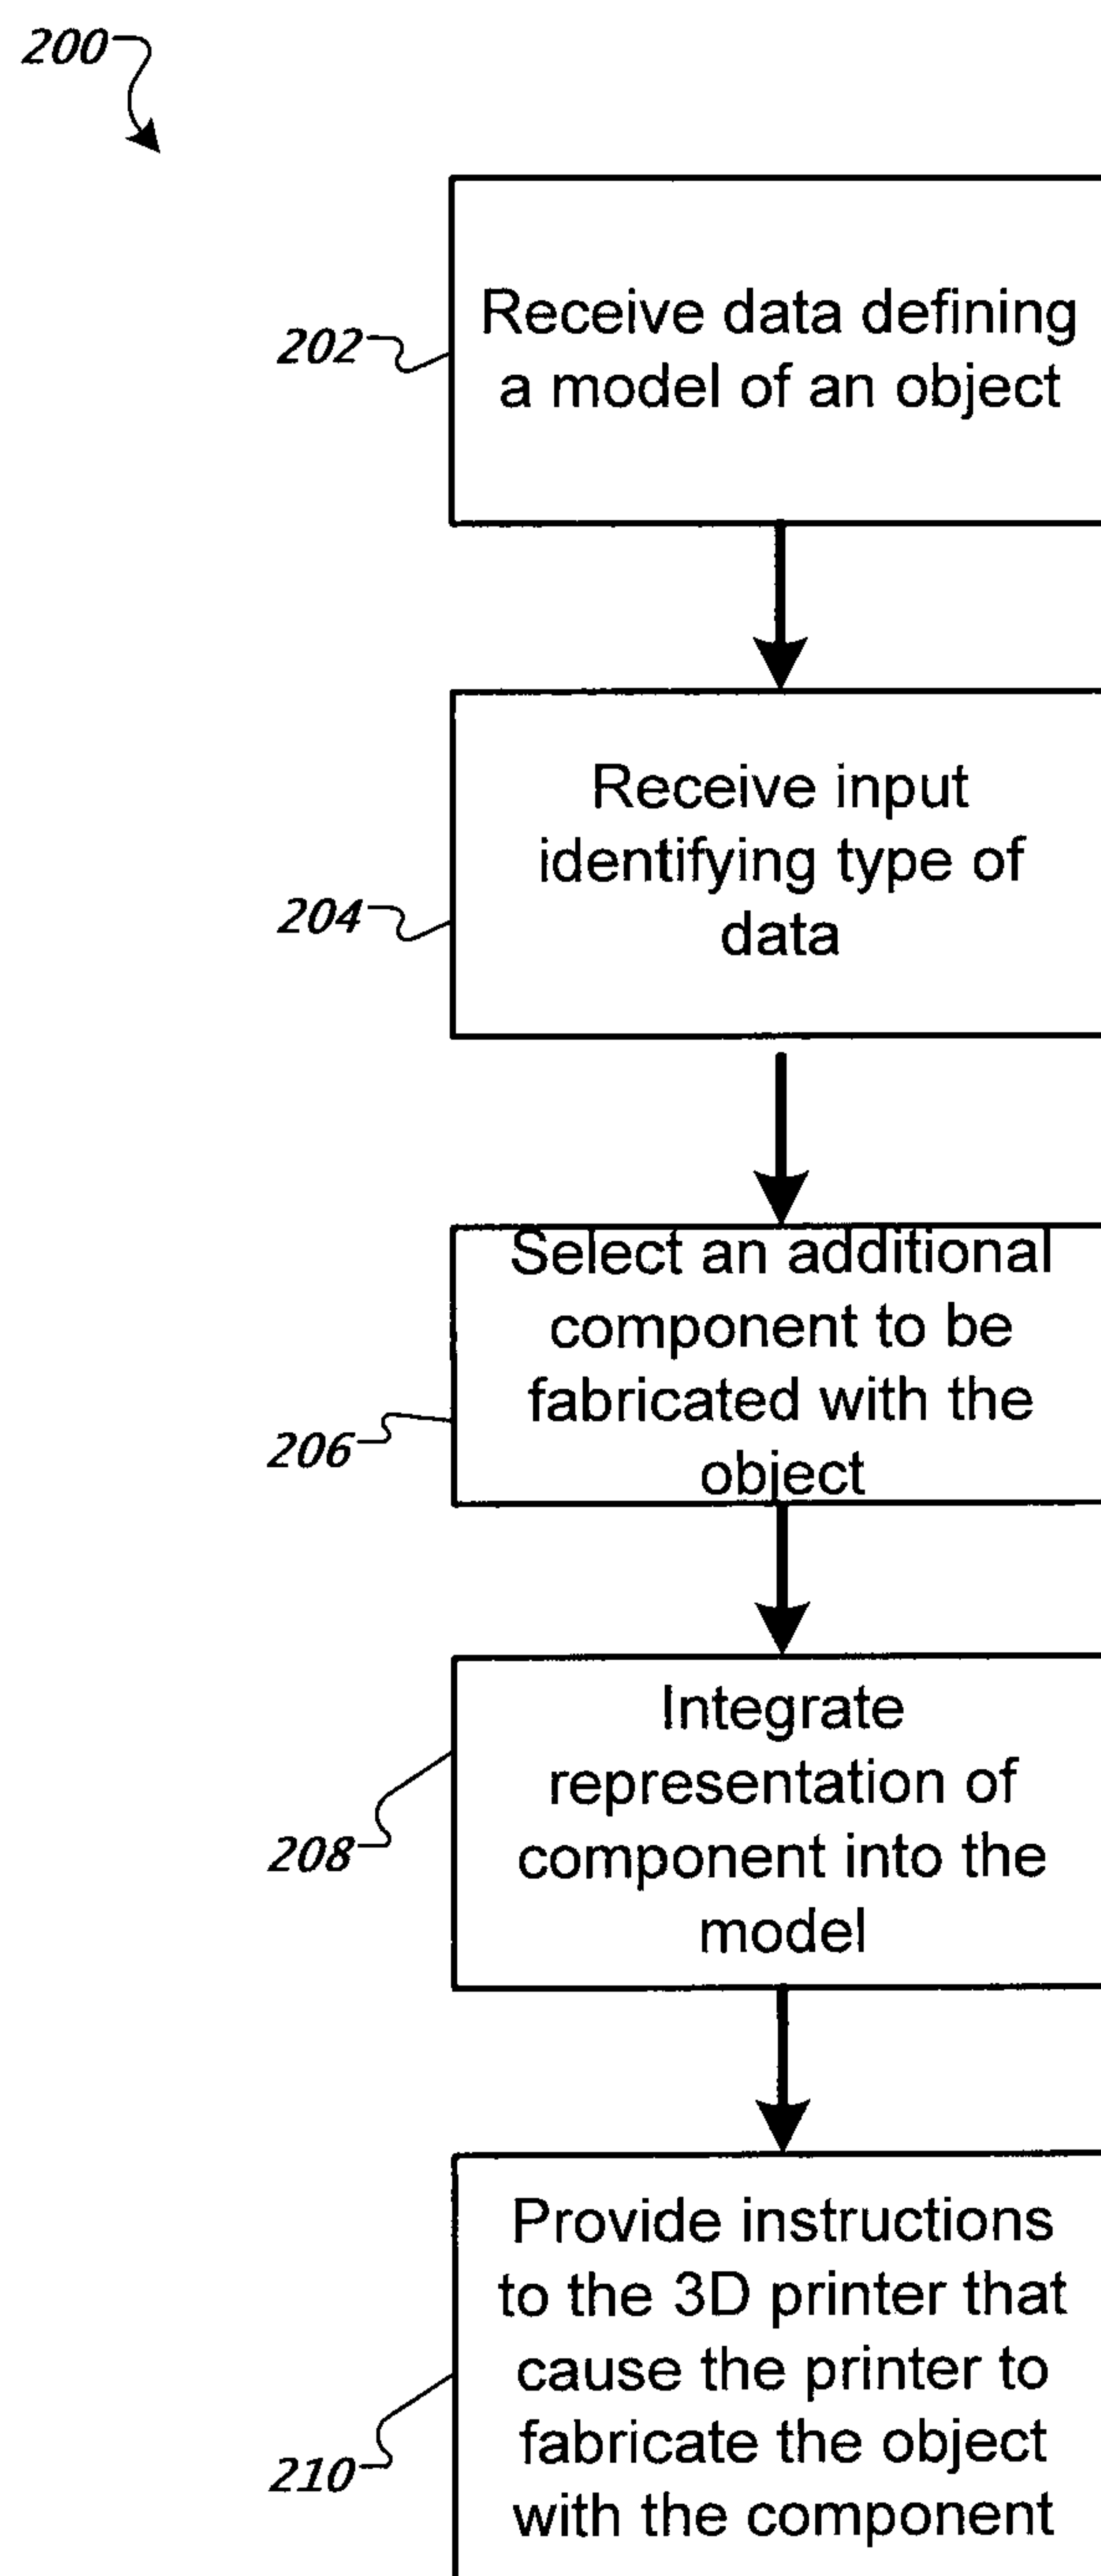 200
202
Receive data defining
a model of an object
204
Receive input
identifying type of
data
206
Select an additional
component to be
fabricated with the
object
208
Integrate
representation of
component into the
model
210
Provide instructions
to the 3D printer that
cause the printer to
fabricate the object
with the component